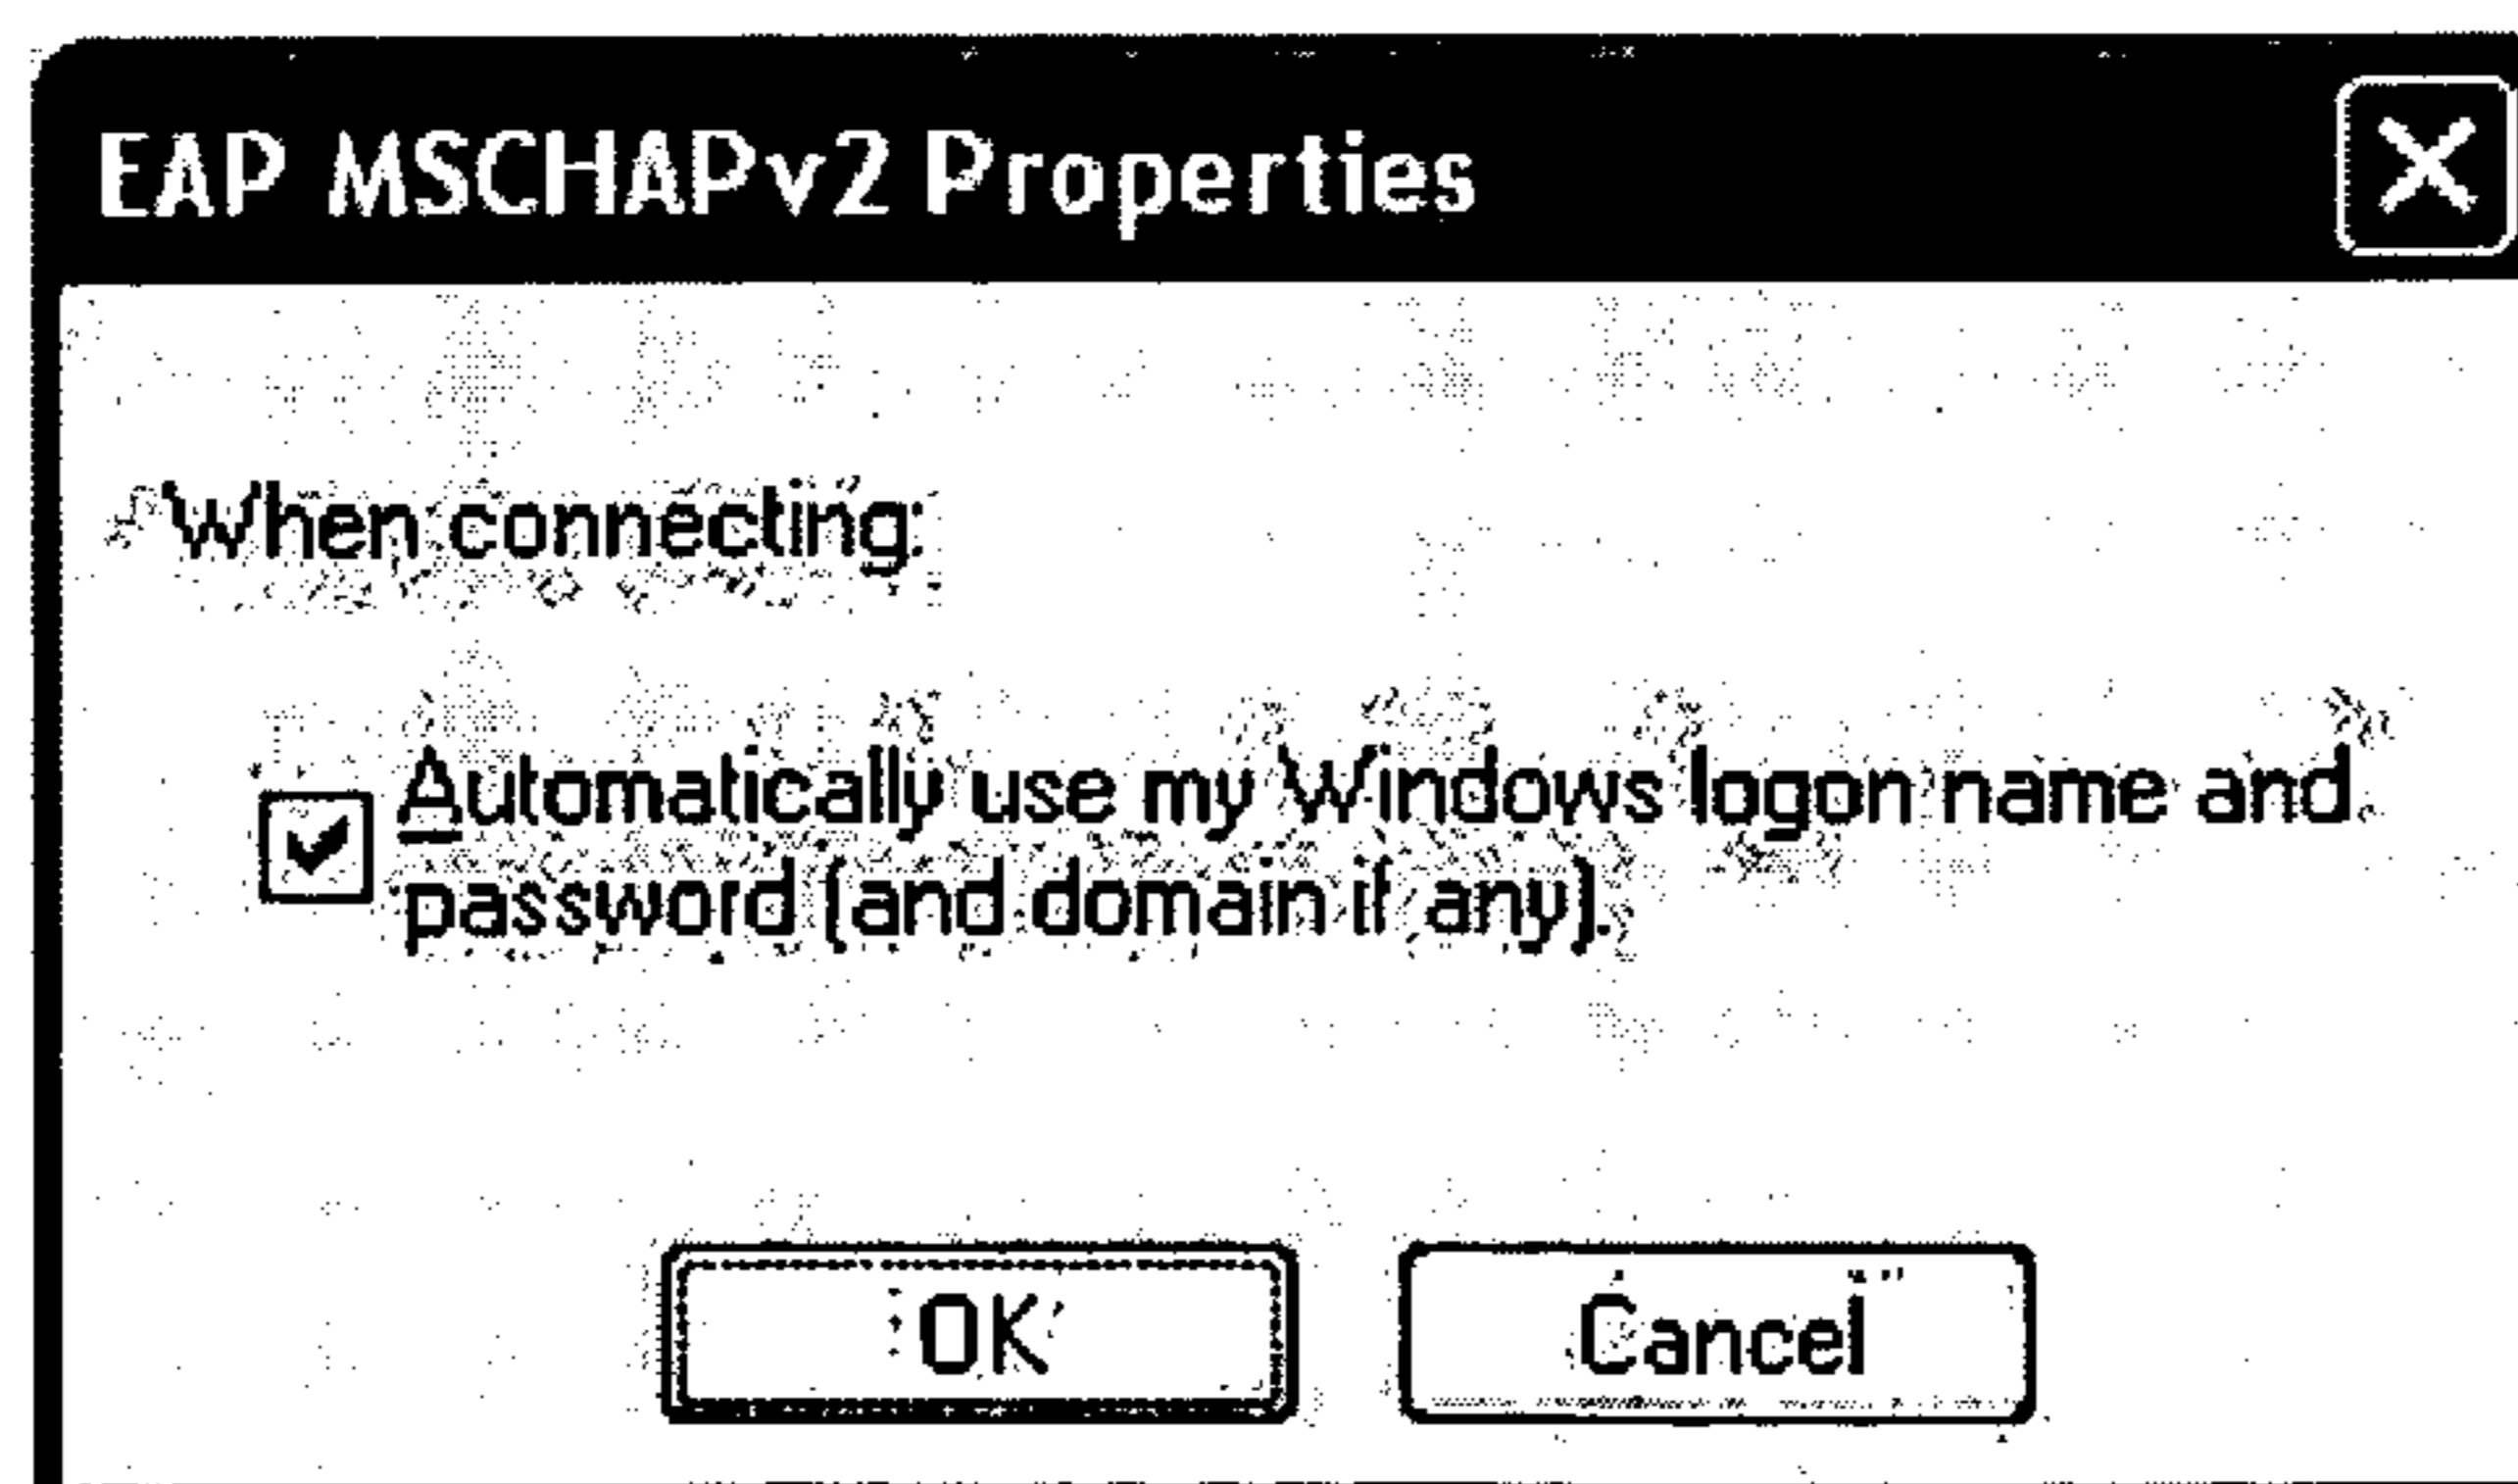 EAP MSCHAPv2 Properties
When connecting:
Automatically use my Windows logon name and
password (and domain if any).
OK
Cancel